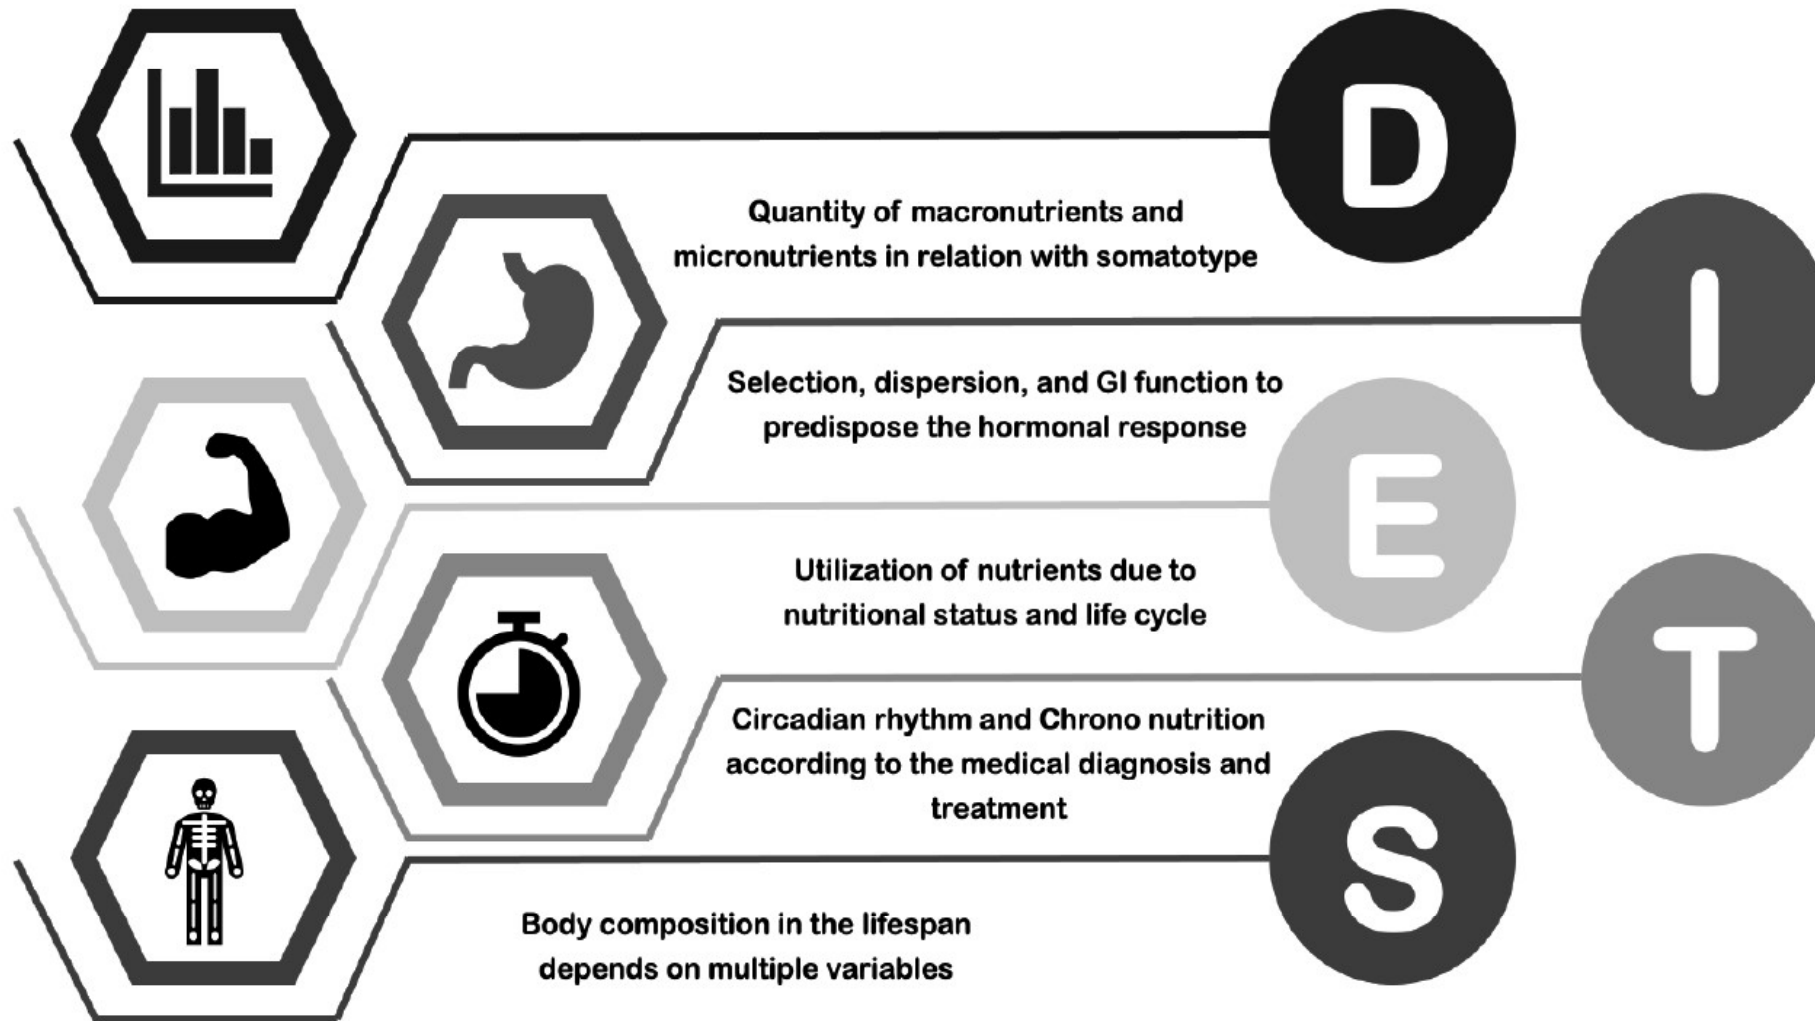 D
Quantity of macronutrients and
micronutrients in relation with somatotype
I
Selection, dispersion, and GI function to
predispose the hormonal response
E
Utilization of nutrients due to
nutritional status and life cycle
T
Circadian rhythm and Chrono nutrition
according to the medical diagnosis and
treatment
S
Body composition in the lifespan
depends on multiple variables